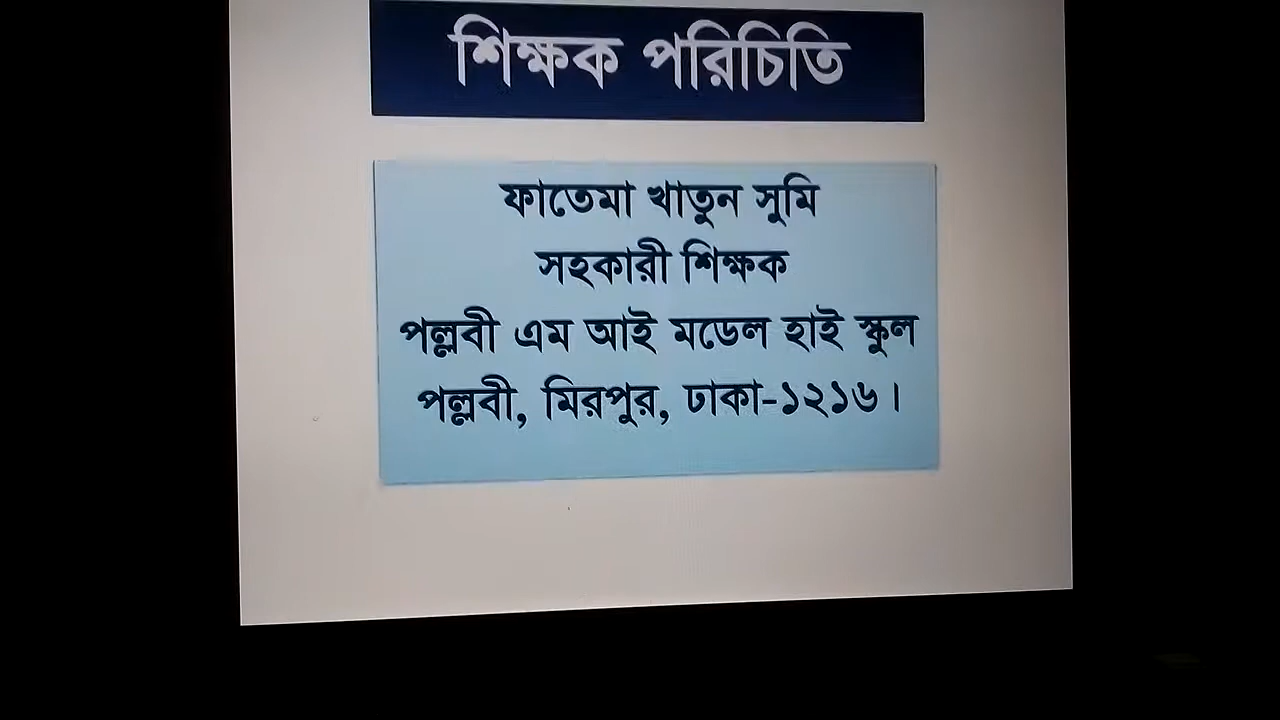 শিক্ষক পরিচিতি
ফাতেমা খাতুন সুমি
সহকারী শিক্ষক
পল্লবী এম আই মডেল হাই স্কুল
পল্লবী, মিরপুর, ঢাকা-১২১৬।